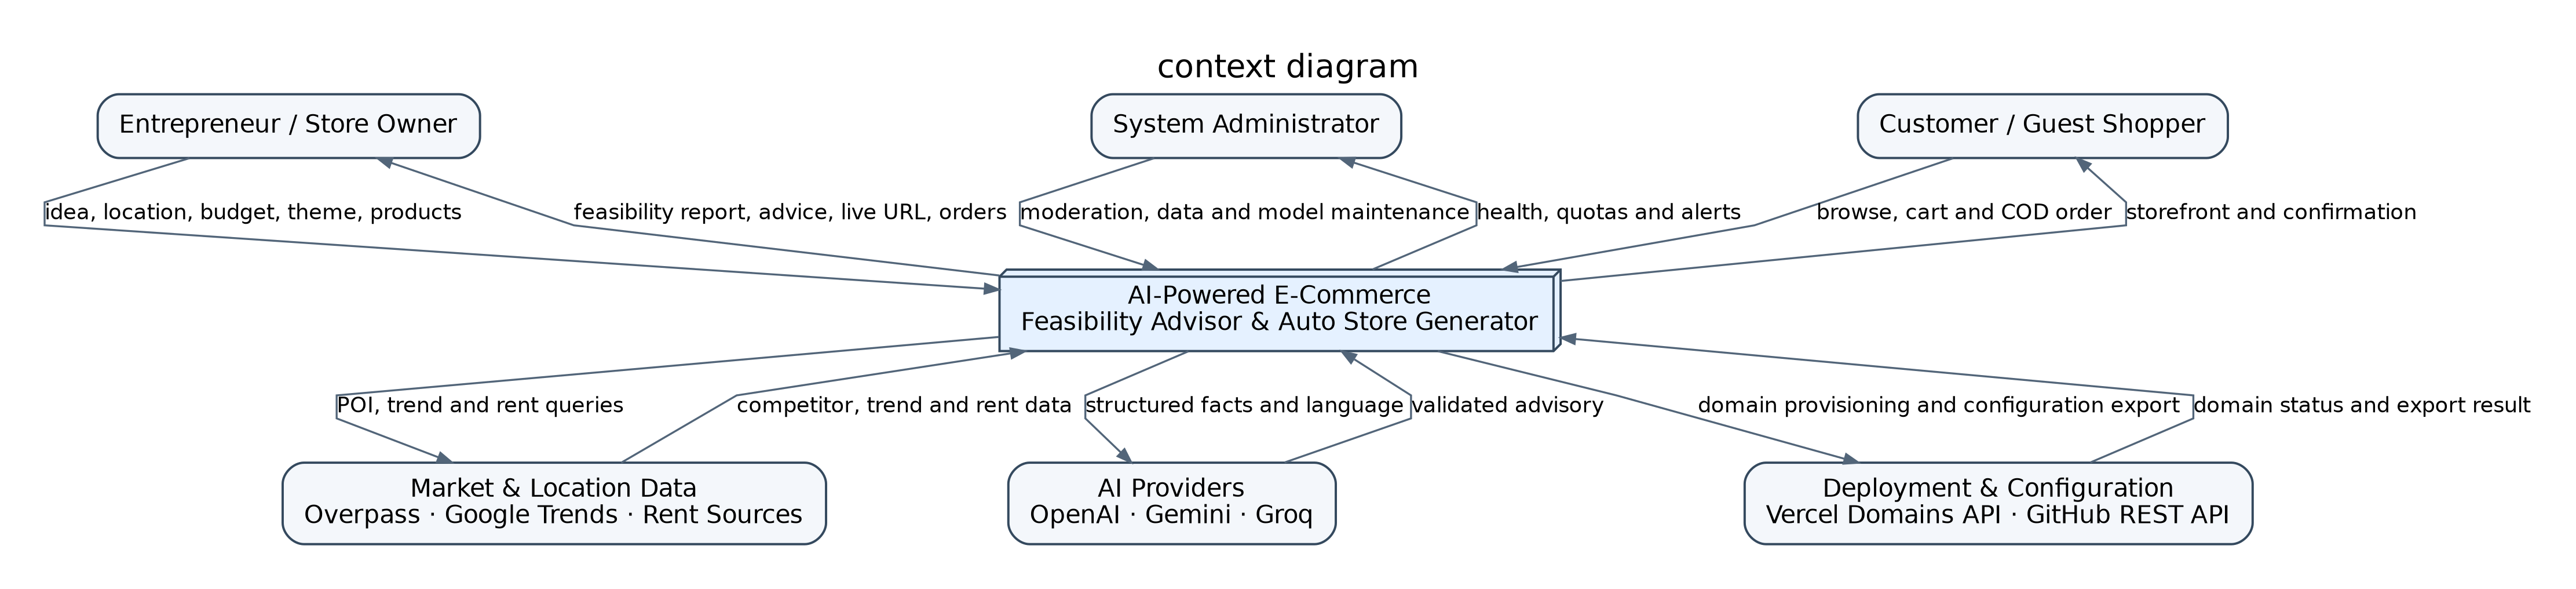 context diagram
Entrepreneur / Store Owner
System Administrator
Customer / Guest Shopper
idea, location, budget, theme, products
feasibility report, advice, live URL, orders
moderation, data and model maintenance
health, quotas and alerts
browse, cart and COD order
storefront and confirmation
AI-Powered E-Commerce
Feasibility Advisor & Auto Store Generator
POI, trend and rent queries
competitor, trend and rent data
structured facts and language
validated advisory
domain provisioning and configuration export
domain status and export result
Market & Location Data
Overpass · Google Trends · Rent Sources
AI Providers
OpenAI · Gemini · Groq
Deployment & Configuration
Vercel Domains API · GitHub REST API